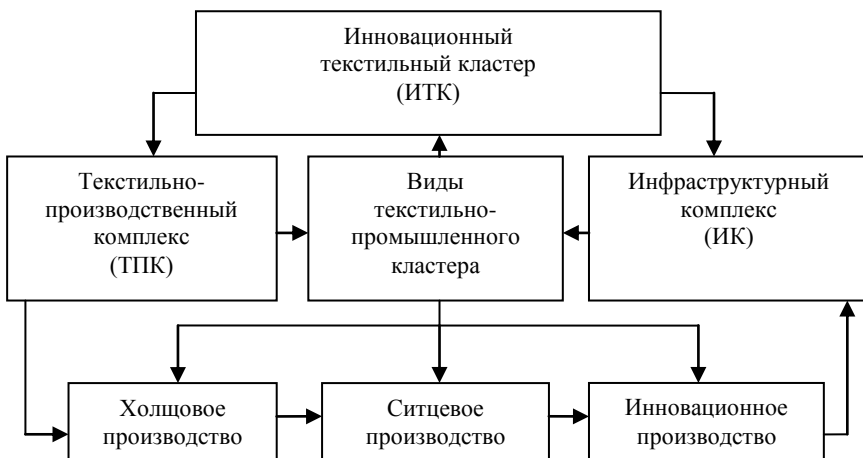 Инновационный
текстильный кластер
(ИТК)
Текстильно-
производственный
комплекс
(ТПК)
Виды
текстильно-
промышленного
кластера
Инфраструктурный
комплекс
(ИК)
Холщовое
производство
Ситцевое
производство
Инновационное
производство